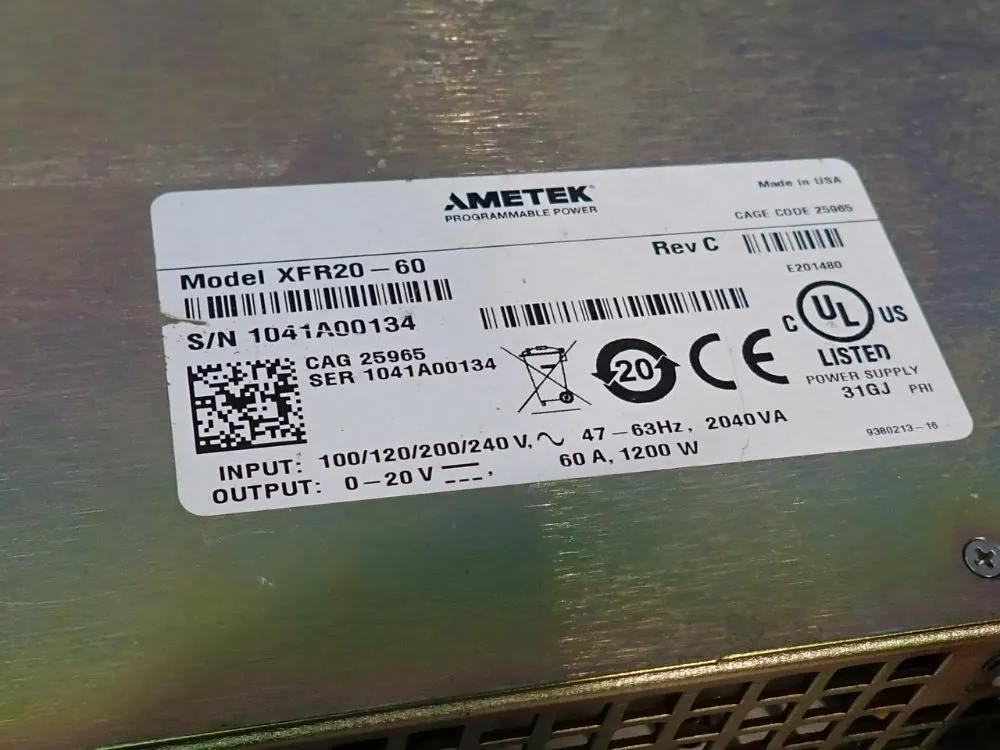 AMETEK®
PROGRAMMABLE POWER
Made in USA
CAGE CODE 25965
Model XFR20-60
Rev C
E201480
S/N 1041A00134
CAG 25965
SER 1041A00134
20
CE
C UL US
LISTED
POWER SUPPLY
31GJ PRI
INPUT: 100/120/200/240 V, ~ 47-63Hz, 2040VA
OUTPUT: 0-20 V ⎓, 60 A, 1200 W
9380213-16